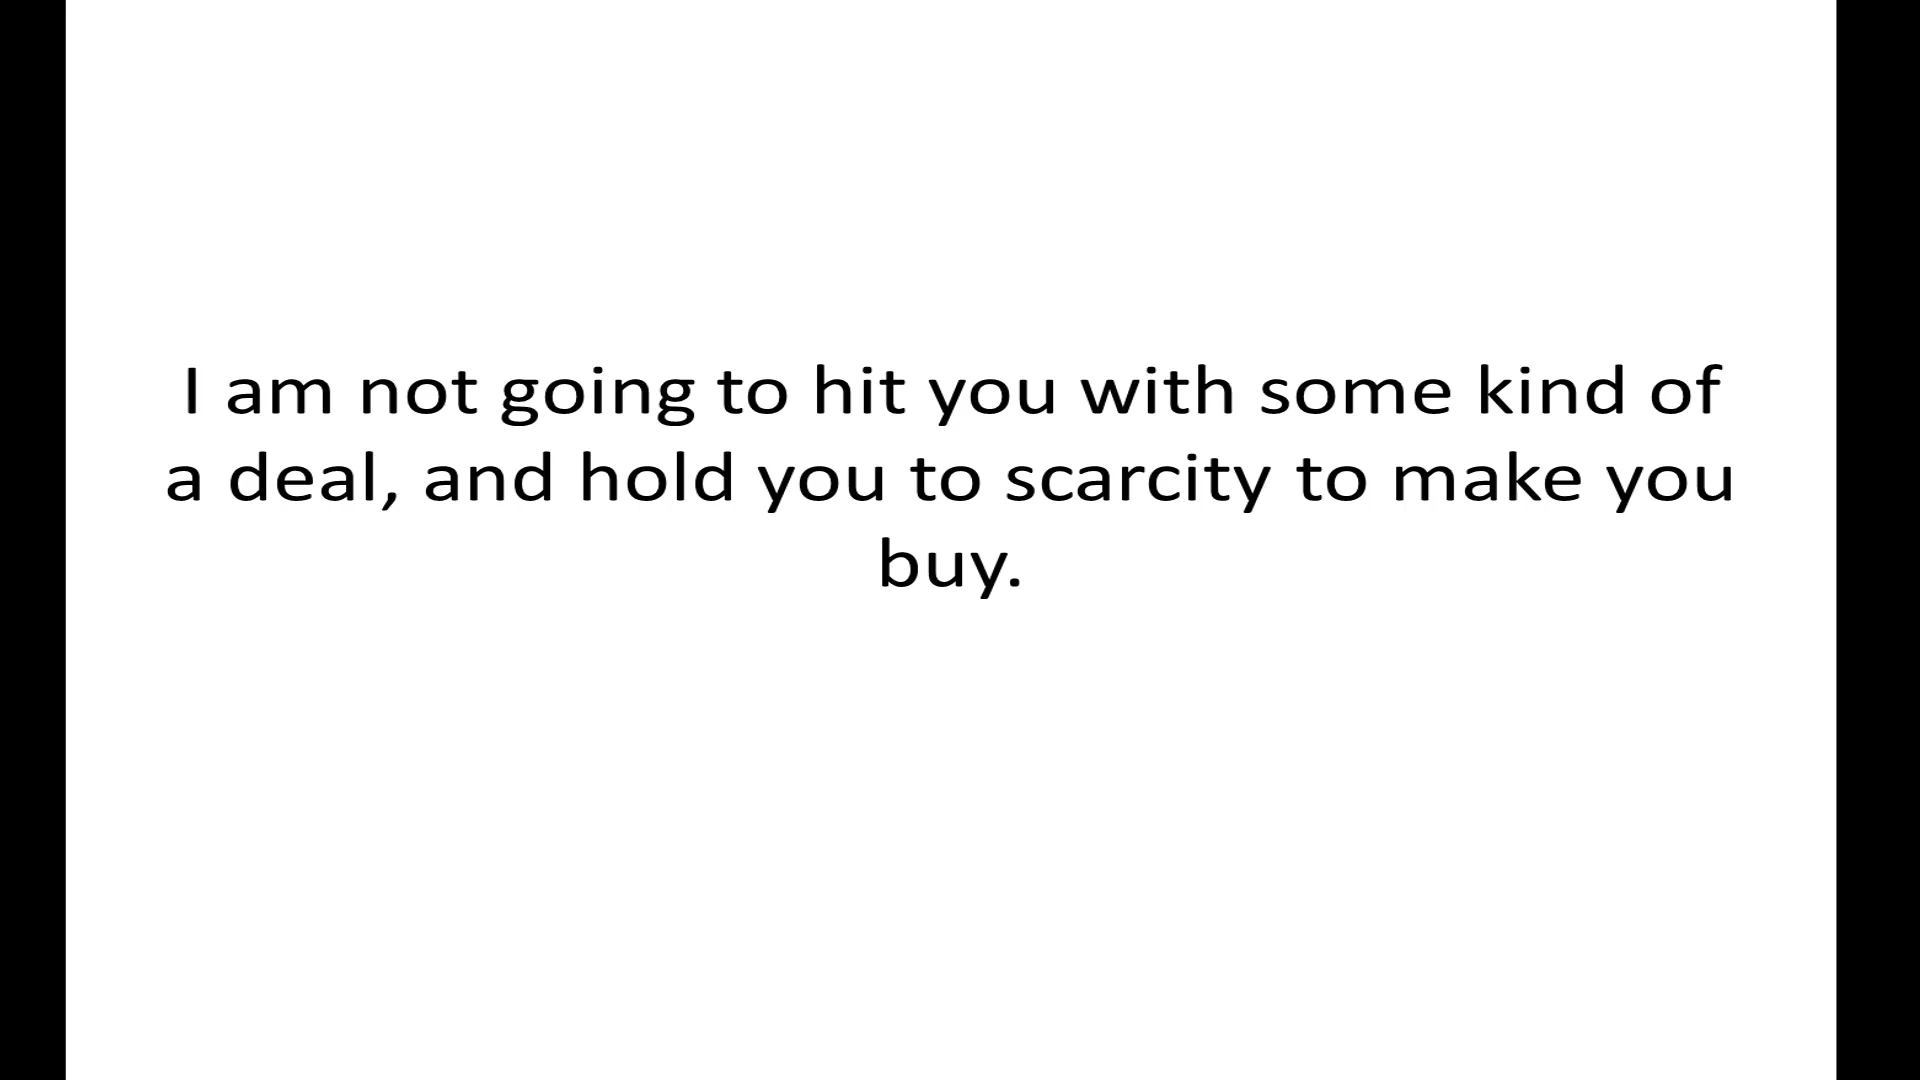 I am not going to hit you with some kind of
a deal, and hold you to scarcity to make you
buy.